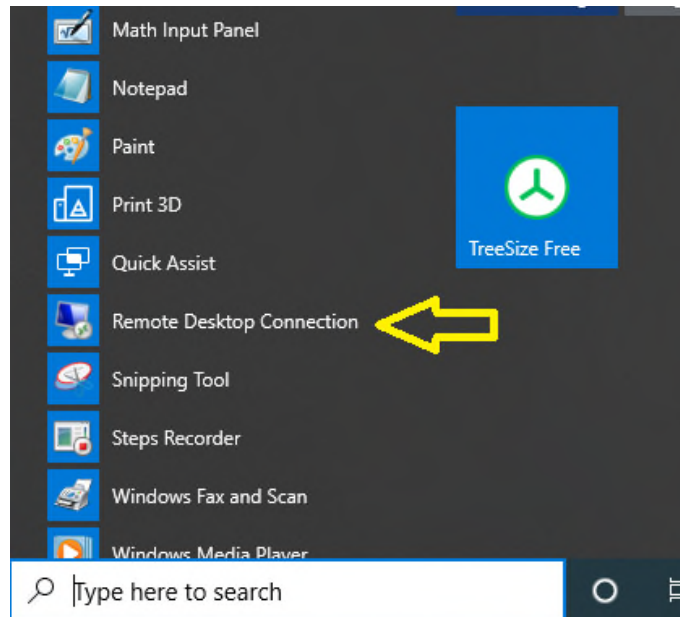 Math Input Panel
Notepad
Paint
Print 3D
Quick Assist
TreeSize Free
Remote Desktop Connection
Snipping Tool
Steps Recorder
Windows Fax and Scan
Windows Media Player
Type here to search